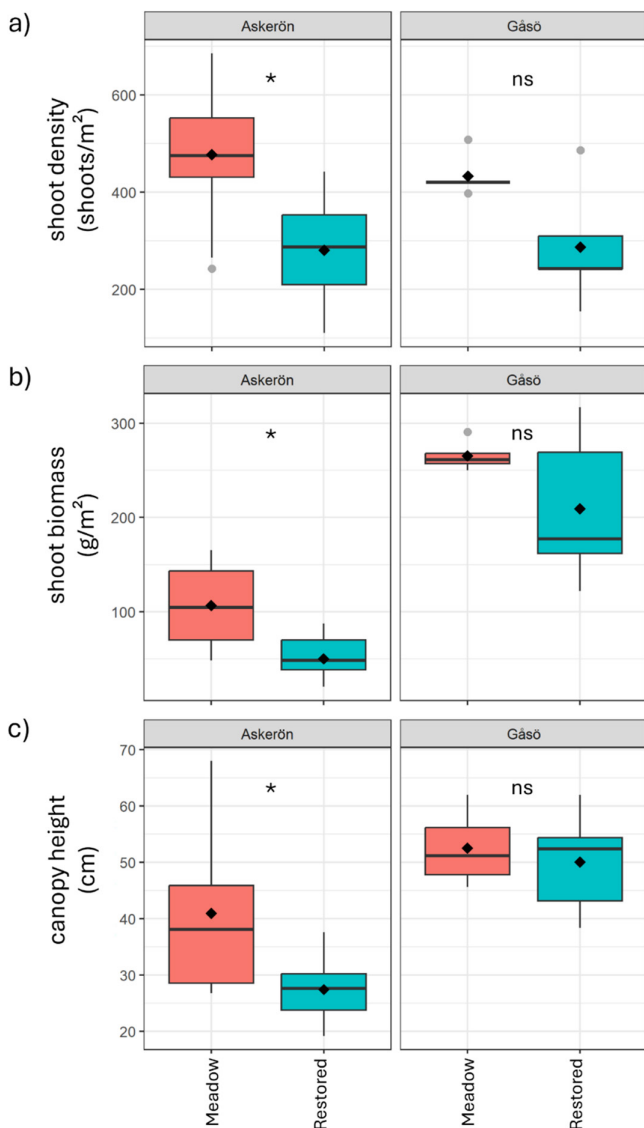 a)
Askerön
Gåsö
shoot density
(shoots/m²)
600
400
200
*
ns
b)
Askerön
Gåsö
shoot biomass
(g/m²)
300
200
100
*
ns
c)
Askerön
Gåsö
canopy height
(cm)
70
60
50
40
30
20
*
ns
Meadow
Restored
Meadow
Restored